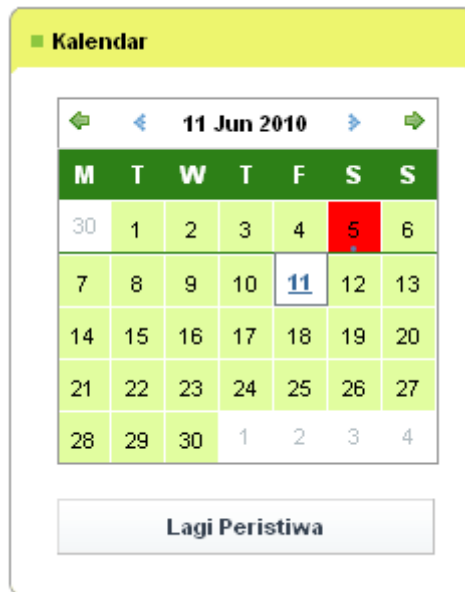 Kalendar
11 Jun 2010
M T W T F S S
30 1 2 3 4 5 6
7 8 9 10 11 12 13
14 15 16 17 18 19 20
21 22 23 24 25 26 27
28 29 30 1 2 3 4
Lagi Peristiwa